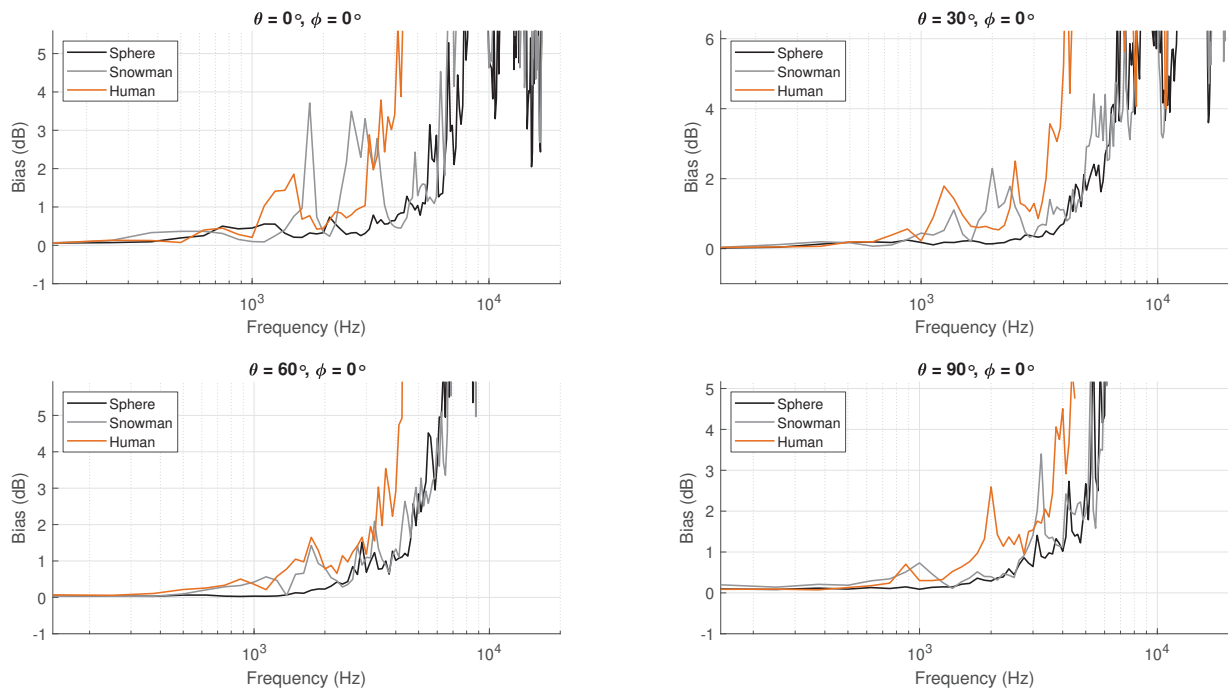 θ = 0°, ϕ = 0°
Sphere
Snowman
Human
5
4
3
2
1
0
-1
Bias (dB)
10³
10⁴
Frequency (Hz)
θ = 30°, ϕ = 0°
Sphere
Snowman
Human
6
4
2
0
Bias (dB)
10³
10⁴
Frequency (Hz)
θ = 60°, ϕ = 0°
Sphere
Snowman
Human
5
4
3
2
1
0
-1
Bias (dB)
10³
10⁴
Frequency (Hz)
θ = 90°, ϕ = 0°
Sphere
Snowman
Human
5
4
3
2
1
0
-1
Bias (dB)
10³
10⁴
Frequency (Hz)